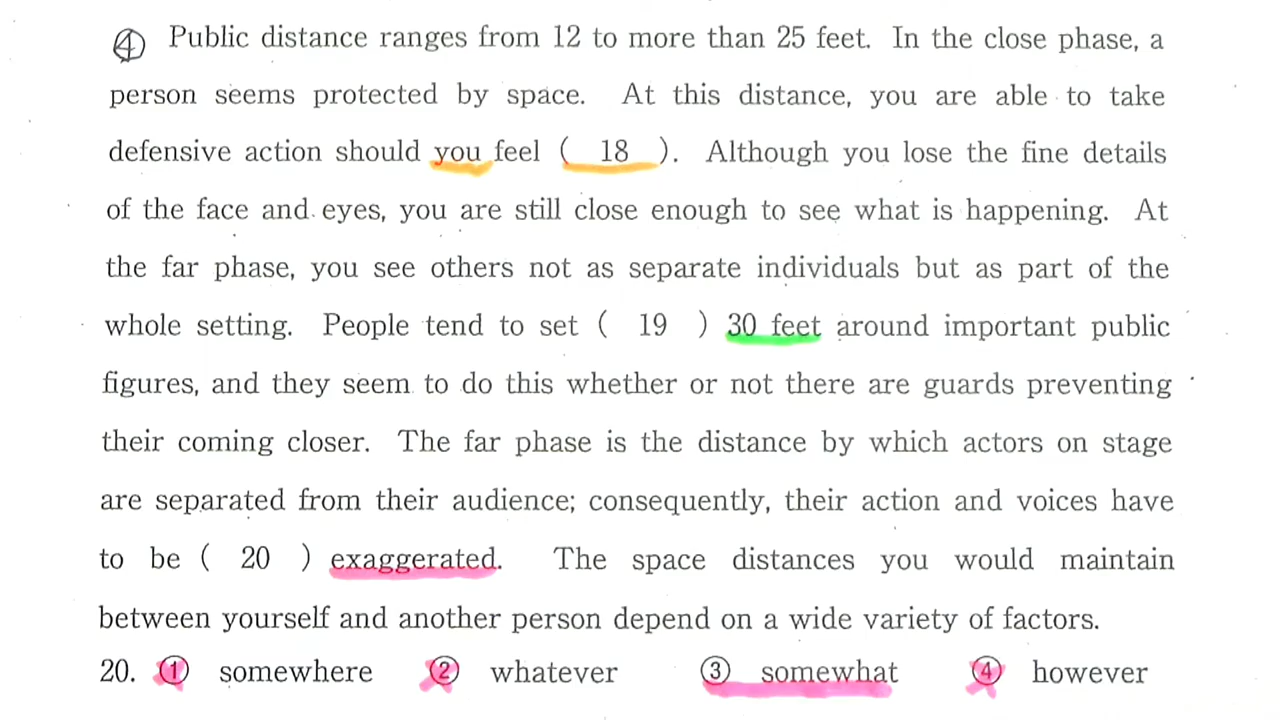 ④ Public distance ranges from 12 to more than 25 feet. In the close phase, a
person seems protected by space. At this distance, you are able to take
defensive action should you feel ( 18 ). Although you lose the fine details
of the face and eyes, you are still close enough to see what is happening. At
the far phase, you see others not as separate individuals but as part of the
whole setting. People tend to set ( 19 ) 30 feet around important public
figures, and they seem to do this whether or not there are guards preventing
their coming closer. The far phase is the distance by which actors on stage
are separated from their audience; consequently, their action and voices have
to be ( 20 ) exaggerated. The space distances you would maintain
between yourself and another person depend on a wide variety of factors.
20. ① somewhere ② whatever ③ somewhat ④ however